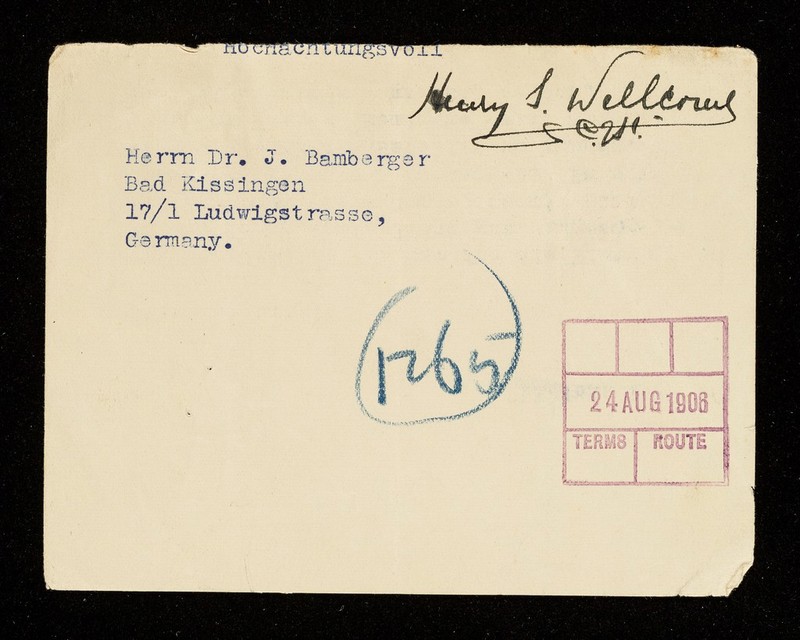 Hochachtungsvoll
Henry S. Wellcome
Herrn Dr. J. Bamberger
Bad Kissingen
17/1 Ludwigstrasse,
Germany.
1265
24 AUG 1906
TERMS ROUTE